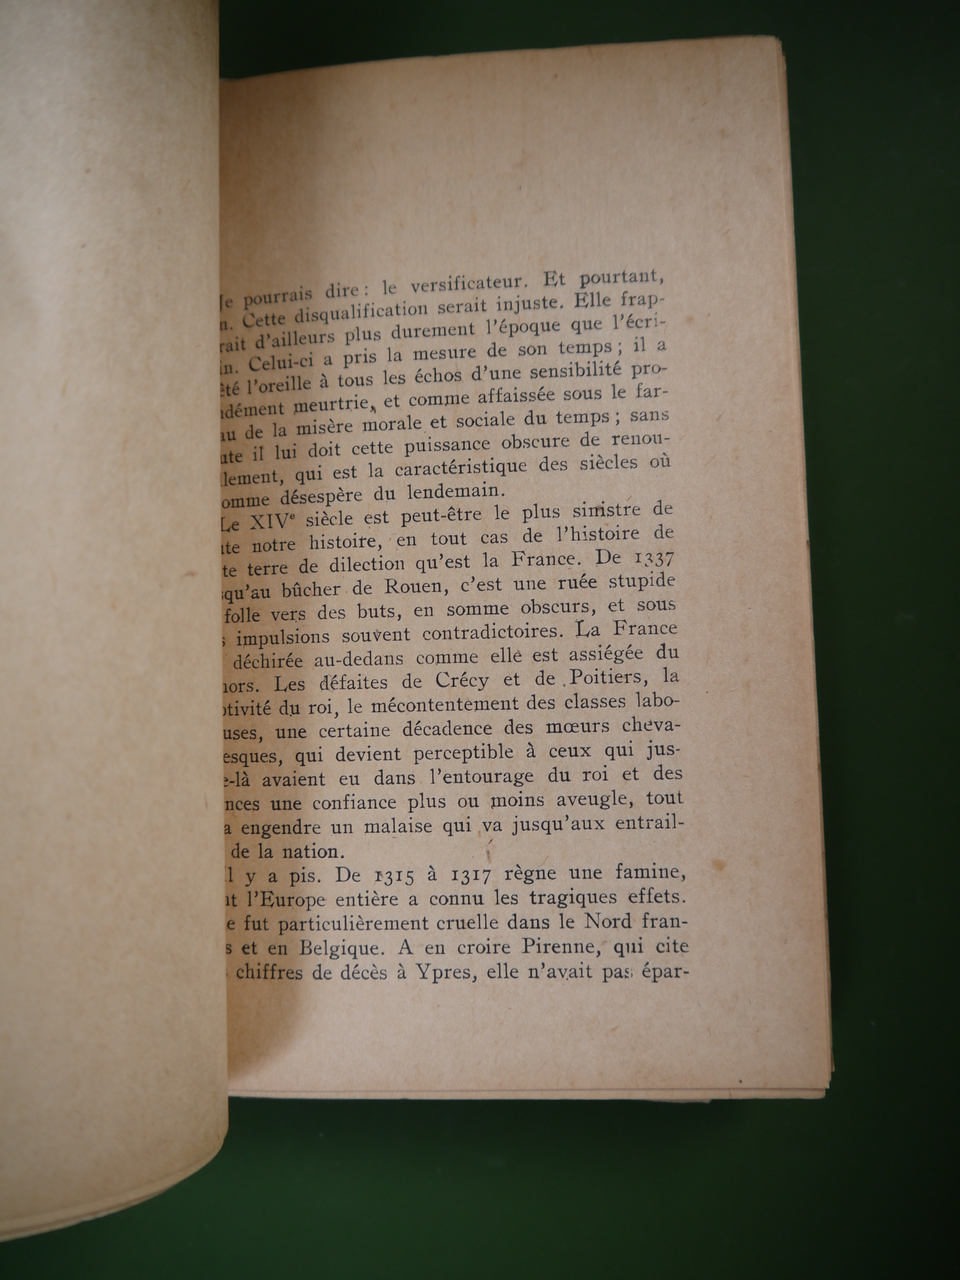 Je pourrais dire : le versificateur. Et pourtant,
n. Cette disqualification serait injuste. Elle frap-
rait d'ailleurs plus durement l'époque que l'écri-
in. Celui-ci a pris la mesure de son temps ; il a
êté l'oreille à tous les échos d'une sensibilité pro-
ndément meurtrie, et comme affaissée sous le far-
au de la misère morale et sociale du temps ; sans
ute il lui doit cette puissance obscure de renou-
llement, qui est la caractéristique des siècles où
omme désespère du lendemain.
Le XIVe siècle est peut-être le plus sinistre de
ute notre histoire, en tout cas de l'histoire de
te terre de dilection qu'est la France. De 1337
qu'au bûcher de Rouen, c'est une ruée stupide
folle vers des buts, en somme obscurs, et sous
s impulsions souvent contradictoires. La France
déchirée au-dedans comme elle est assiégée du
hors. Les défaites de Crécy et de Poitiers, la
ptivité du roi, le mécontentement des classes labo-
uses, une certaine décadence des mœurs cheva-
esques, qui devient perceptible à ceux qui jus-
e-là avaient eu dans l'entourage du roi et des
nces une confiance plus ou moins aveugle, tout
a engendre un malaise qui va jusqu'aux entrail-
de la nation.
Il y a pis. De 1315 à 1317 règne une famine,
nt l'Europe entière a connu les tragiques effets.
e fut particulièrement cruelle dans le Nord fran-
s et en Belgique. A en croire Pirenne, qui cite
chiffres de décès à Ypres, elle n'avait pas épar-